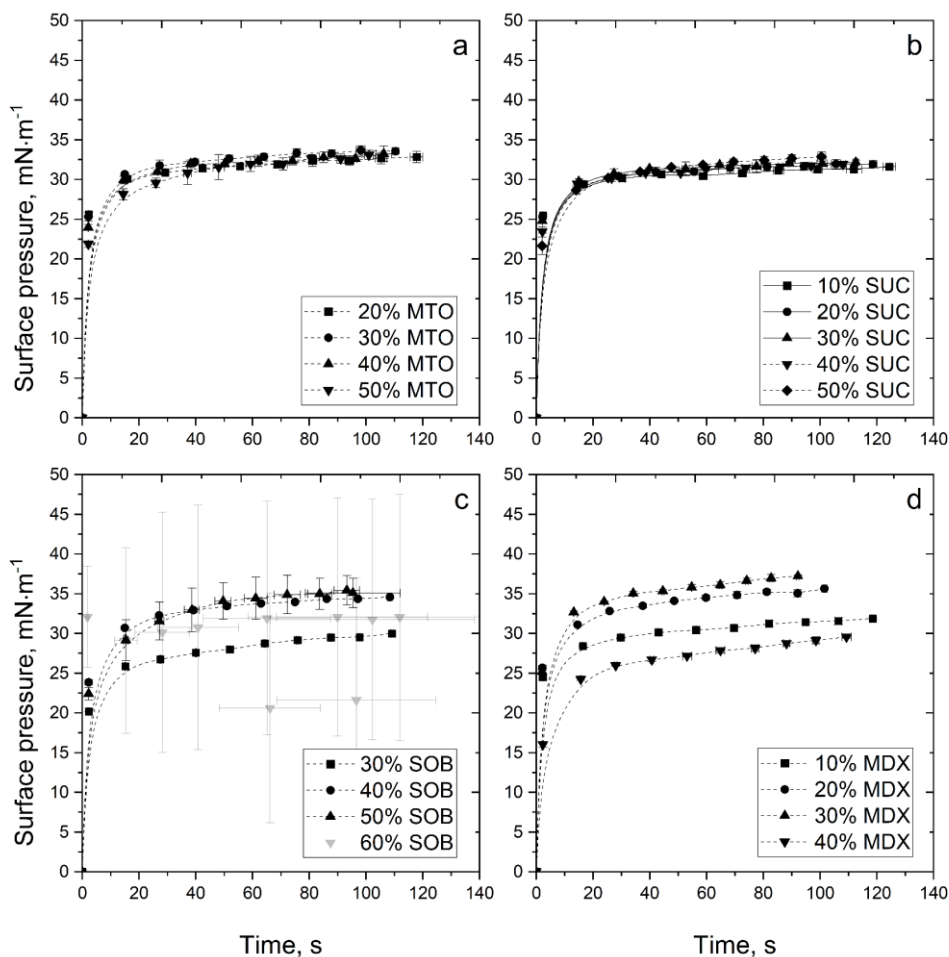 a
50
45
40
35
30
25
20
15
10
5
0
Surface pressure, mN·m⁻¹
20% MTO
30% MTO
40% MTO
50% MTO
0 20 40 60 80 100 120 140
b
50
45
40
35
30
25
20
15
10
5
0
10% SUC
20% SUC
30% SUC
40% SUC
50% SUC
0 20 40 60 80 100 120 140
c
50
45
40
35
30
25
20
15
10
5
0
Surface pressure, mN·m⁻¹
30% SOB
40% SOB
50% SOB
60% SOB
0 20 40 60 80 100 120 140
Time, s
d
50
45
40
35
30
25
20
15
10
5
0
10% MDX
20% MDX
30% MDX
40% MDX
0 20 40 60 80 100 120 140
Time, s